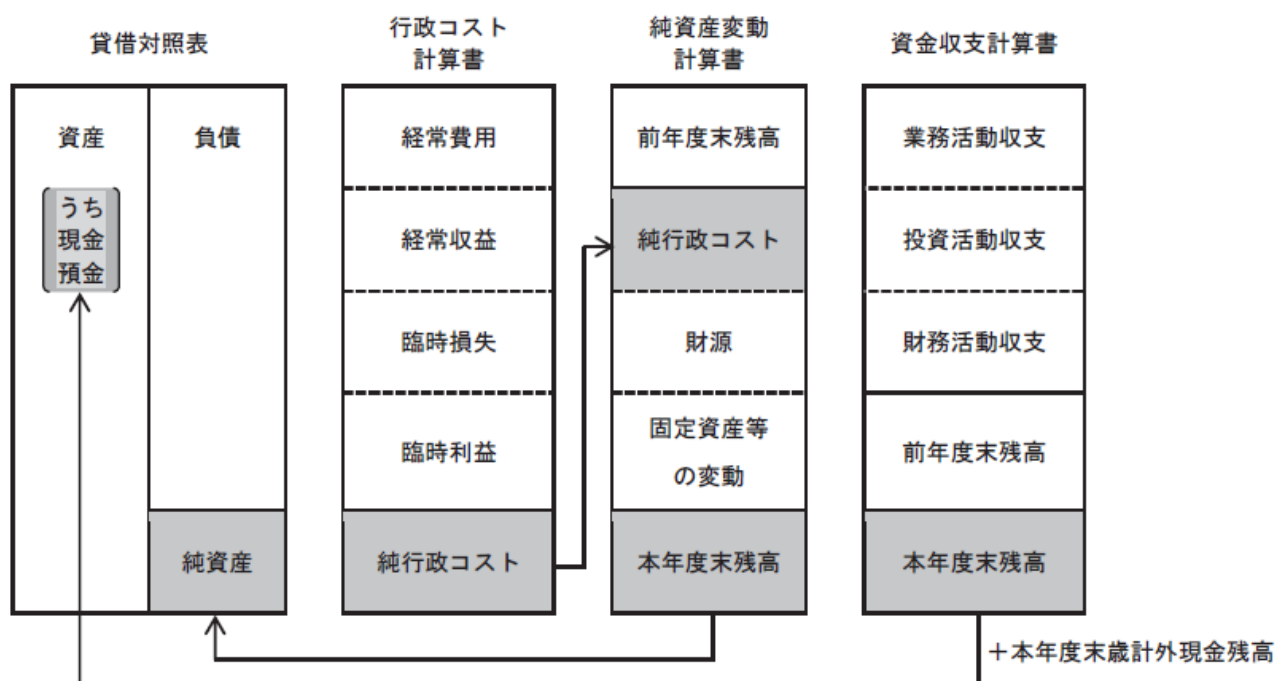 貸借対照表
資産
うち
現金
預金
負債
純資産
行政コスト
計算書
経常費用
経常収益
臨時損失
臨時利益
純行政コスト
純資産変動
計算書
前年度末残高
純行政コスト
財源
固定資産等
の変動
本年度末残高
資金収支計算書
業務活動収支
投資活動収支
財務活動収支
前年度末残高
本年度末残高
＋本年度末歳計外現金残高